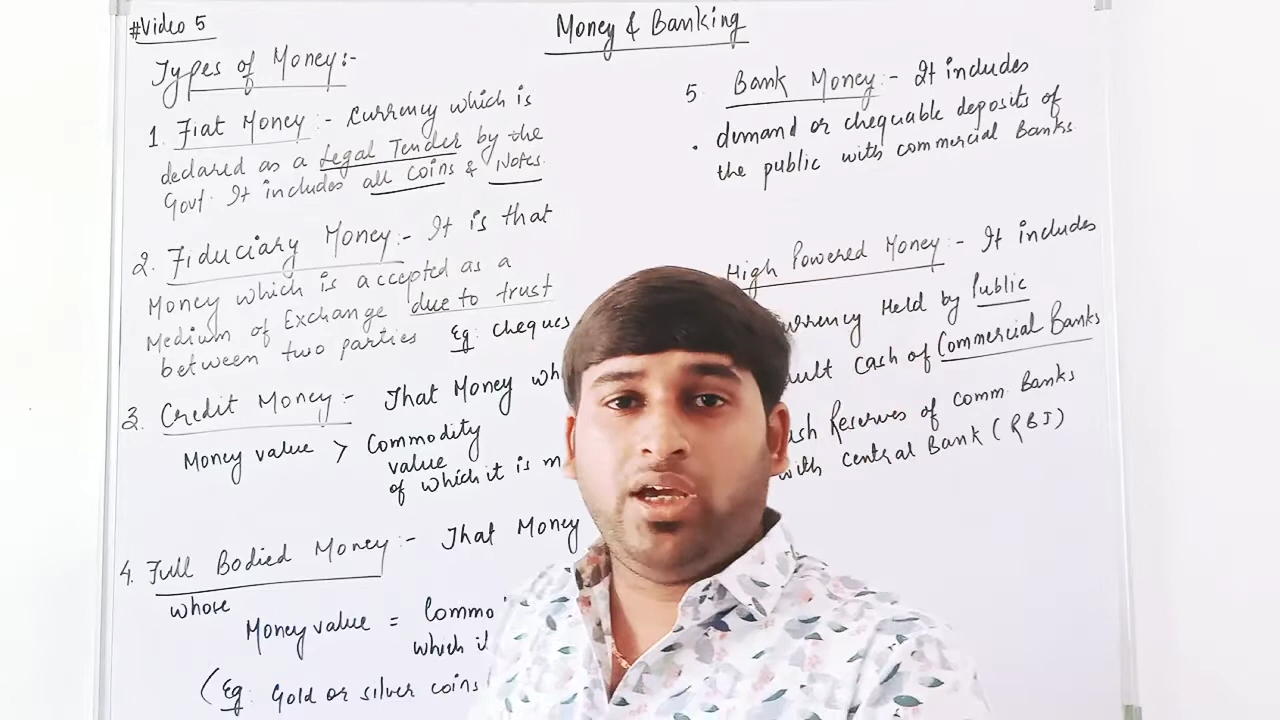 #Video 5
Money & Banking
Types of Money:-
1. Fiat Money:- Currency which is
declared as a Legal Tender by the
Govt. It includes all coins & Notes.
2. Fiduciary Money:- It is that
Money which is accepted as a
Medium of Exchange due to trust
between two parties Eg: cheques
3. Credit Money- That Money wh
Money value > Commodity
value
of which it is m
4. Full Bodied Money:- That Money
whose
Money value = Commo
which i
(Eg: Gold or silver coins
5. Bank Money:- It includes
demand or chequable deposits of
the public with commercial Banks
High Powered Money:- It includes
urrency Held by Public
ault Cash of Commercial Banks
ash Reserves of Comm. Banks
with Central Bank (RBI)